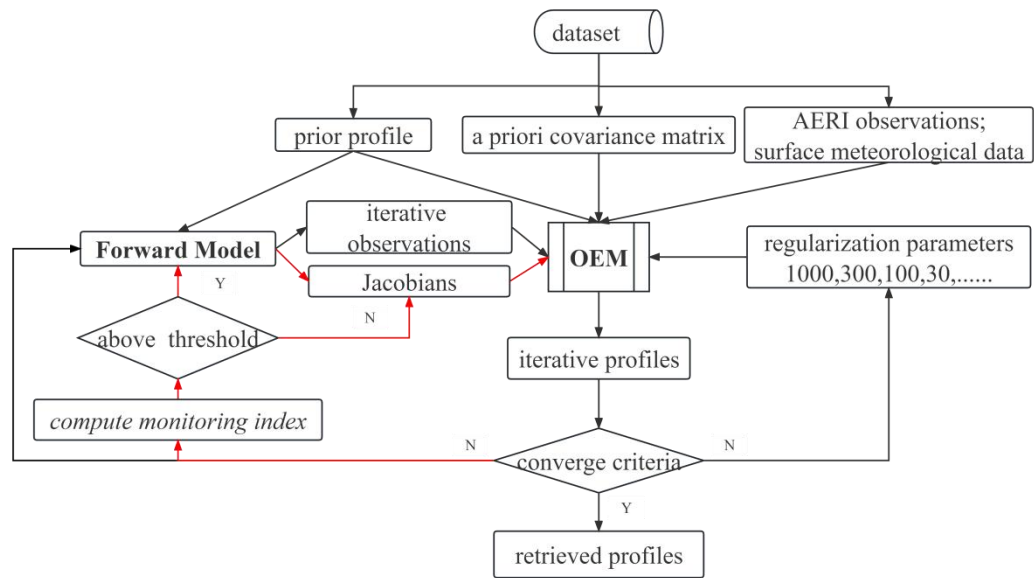 dataset
prior profile
a priori covariance matrix
AERI observations;
surface meteorological data
Forward Model
iterative
observations
Jacobians
OEM
regularization parameters
1000,300,100,30,......
Y
N
above threshold
iterative profiles
compute monitoring index
N
converge criteria
N
Y
retrieved profiles